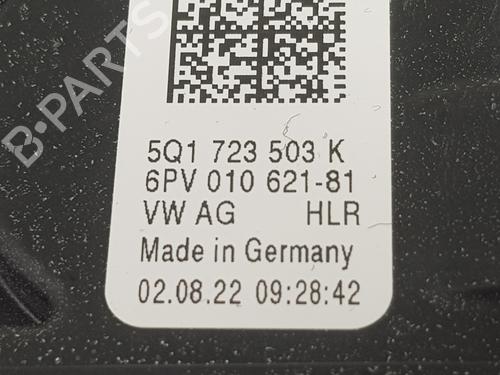 B-PARTS
5Q1 723 503 K
6PV 010 621-81
VW AG HLR
Made in Germany
02.08.22 09:28:42